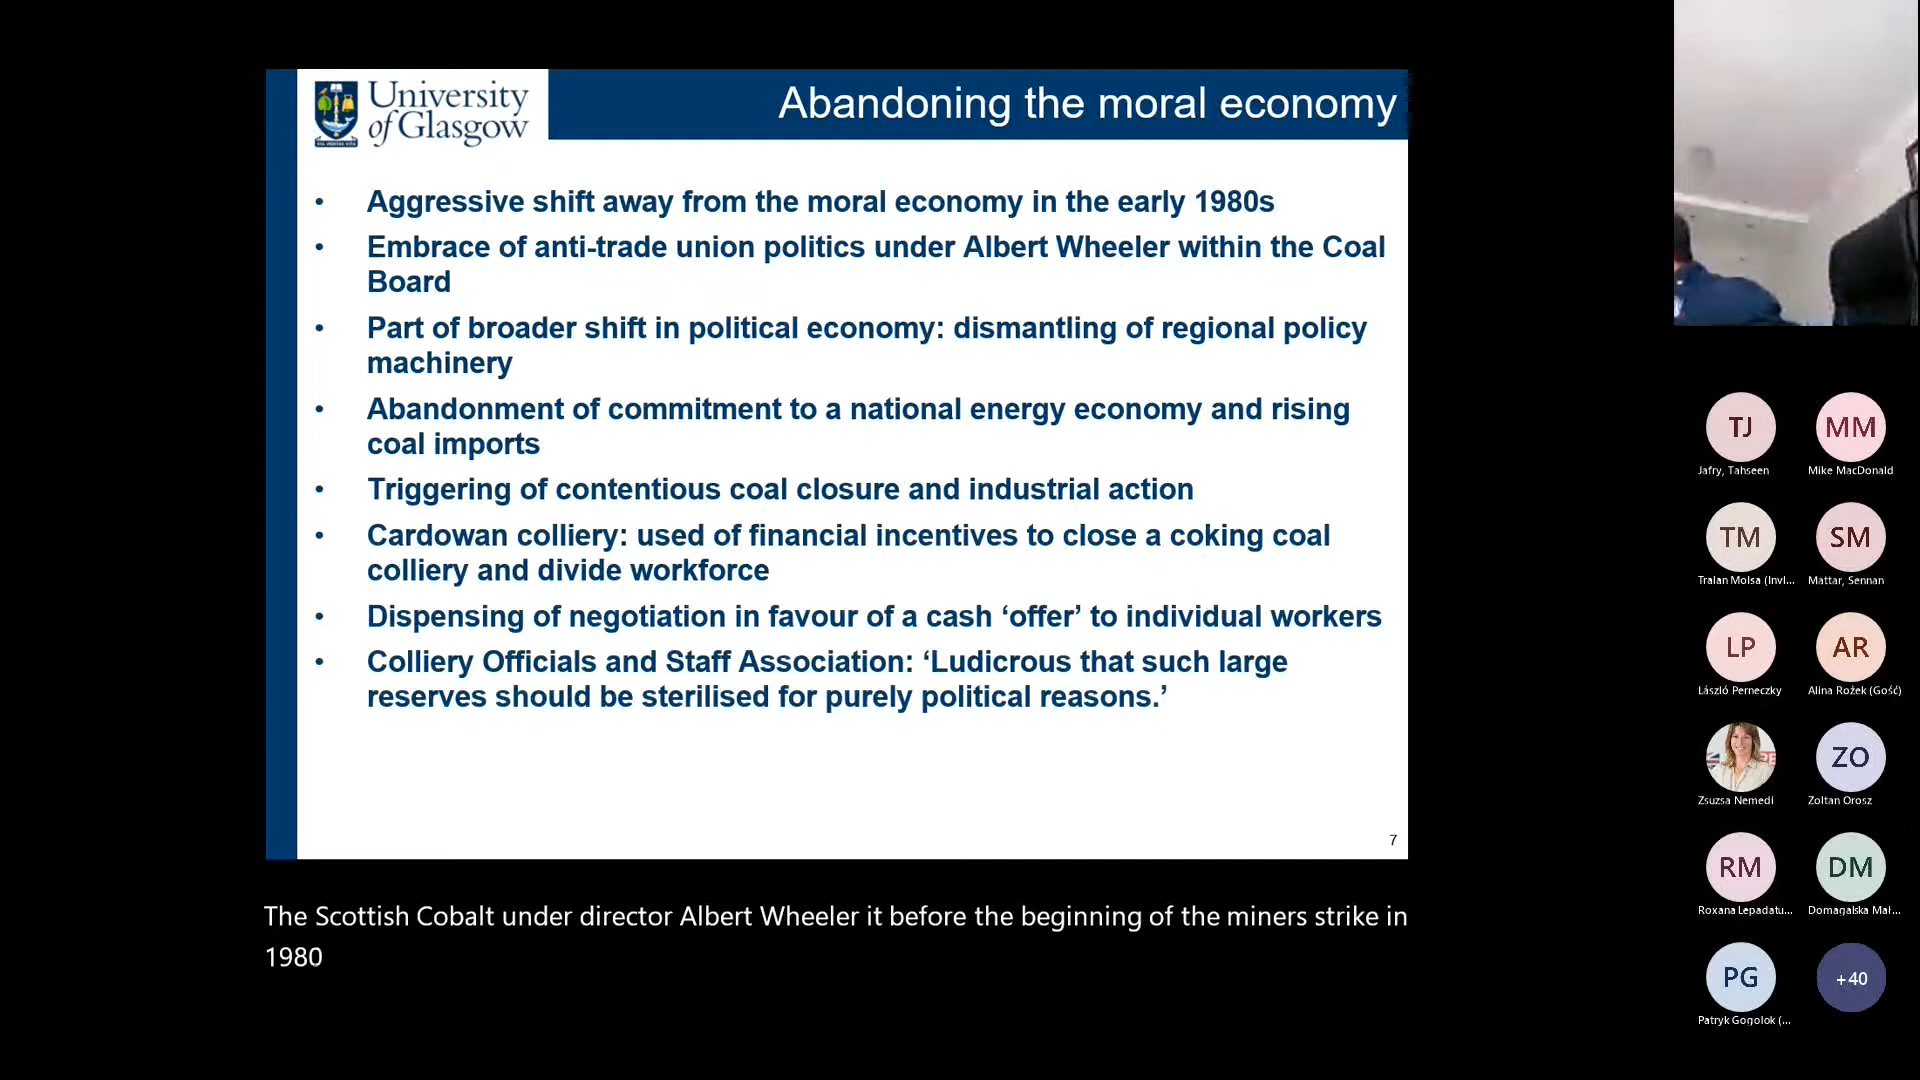 University
of Glasgow
Abandoning the moral economy
• Aggressive shift away from the moral economy in the early 1980s
• Embrace of anti-trade union politics under Albert Wheeler within the Coal
Board
• Part of broader shift in political economy: dismantling of regional policy
machinery
• Abandonment of commitment to a national energy economy and rising
coal imports
• Triggering of contentious coal closure and industrial action
• Cardowan colliery: used of financial incentives to close a coking coal
colliery and divide workforce
• Dispensing of negotiation in favour of a cash ‘offer’ to individual workers
• Colliery Officials and Staff Association: ‘Ludicrous that such large
reserves should be sterilised for purely political reasons.’
7
The Scottish Cobalt under director Albert Wheeler it before the beginning of the miners strike in
1980
TJ MM
Jafry, Tahseen Mike MacDonald
TM SM
Traian Moisa (Invi... Mattar, Sennan
LP AR
László Perneczky Alina Rożek (Gość)
ZO
Zsuzsa Nemedi Zoltan Orosz
RM DM
Roxana Lepadatu... Domagalska Mał...
PG +40
Patryk Gogolok (...